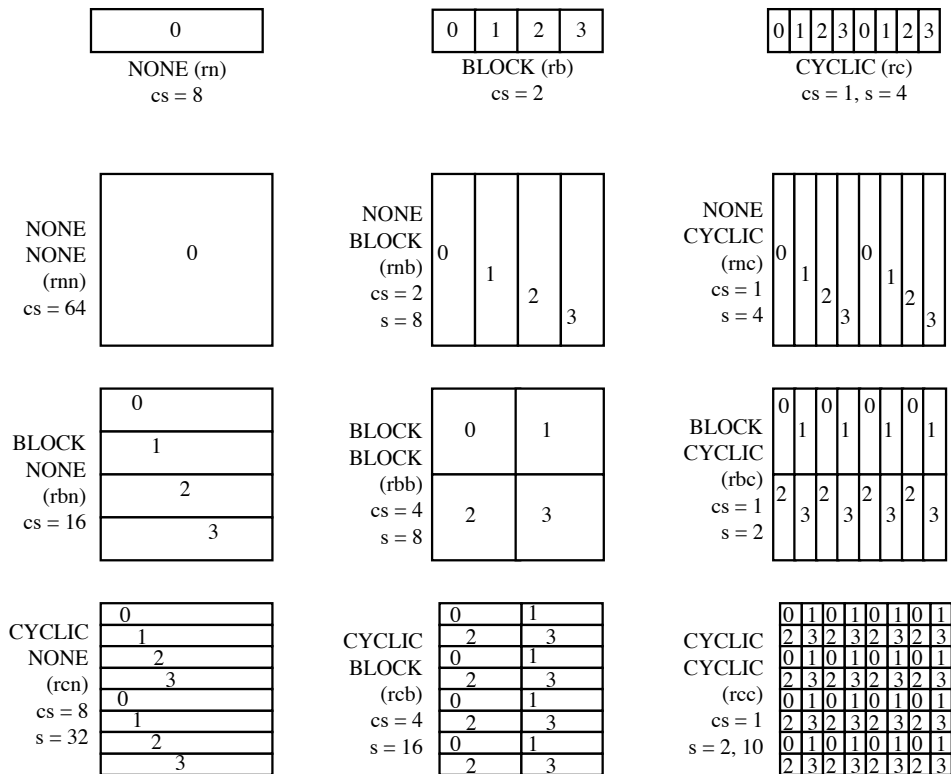 0
NONE (rn)
cs = 8
0 1 2 3
BLOCK (rb)
cs = 2
0 1 2 3 0 1 2 3
CYCLIC (rc)
cs = 1, s = 4
NONE
NONE
(rnn)
cs = 64
0
NONE
BLOCK
(rnb)
cs = 2
s = 8
0
1
2
3
NONE
CYCLIC
(rnc)
cs = 1
s = 4
0 0
1 1
2 2
3 3
BLOCK
NONE
(rbn)
cs = 16
0
1
2
3
BLOCK
BLOCK
(rbb)
cs = 4
s = 8
0 1
2 3
BLOCK
CYCLIC
(rbc)
cs = 1
s = 2
0 0 0 0
1 1 1 1
2 2 2 2
3 3 3 3
CYCLIC
NONE
(rcn)
cs = 8
s = 32
0
1
2
3
0
1
2
3
CYCLIC
BLOCK
(rcb)
cs = 4
s = 16
0 1
2 3
0 1
2 3
0 1
2 3
0 1
2 3
CYCLIC
CYCLIC
(rcc)
cs = 1
s = 2, 10
0 1 0 1 0 1 0 1
2 3 2 3 2 3 2 3
0 1 0 1 0 1 0 1
2 3 2 3 2 3 2 3
0 1 0 1 0 1 0 1
2 3 2 3 2 3 2 3
0 1 0 1 0 1 0 1
2 3 2 3 2 3 2 3